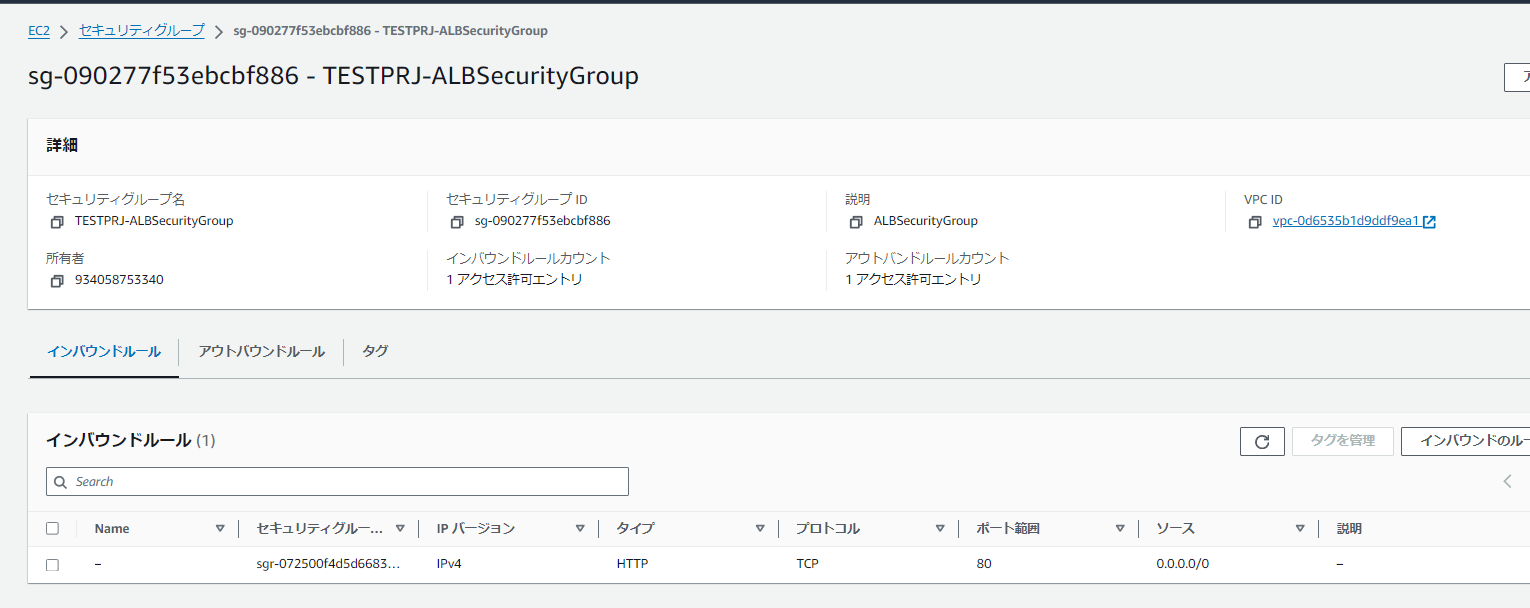 EC2 > セキュリティグループ > sg-090277f53ebcbf886 - TESTPRJ-ALBSecurityGroup
sg-090277f53ebcbf886 - TESTPRJ-ALBSecurityGroup
詳細
セキュリティグループ名 セキュリティグループ ID 説明 VPC ID
TESTPRJ-ALBSecurityGroup sg-090277f53ebcbf886 ALBSecurityGroup vpc-0d6535b1d9ddf9ea1
所有者 インバウンドルールカウント アウトバンドルールカウント
934058753340 1 アクセス許可エントリ 1 アクセス許可エントリ
インバウンドルール アウトバウンドルール タグ
インバウンドルール (1) タグを管理 インバウンドのルー
Search
Name セキュリティグルー... IP バージョン タイプ プロトコル ポート範囲 ソース 説明
– sgr-072500f4d5d6683... IPv4 HTTP TCP 80 0.0.0.0/0 –